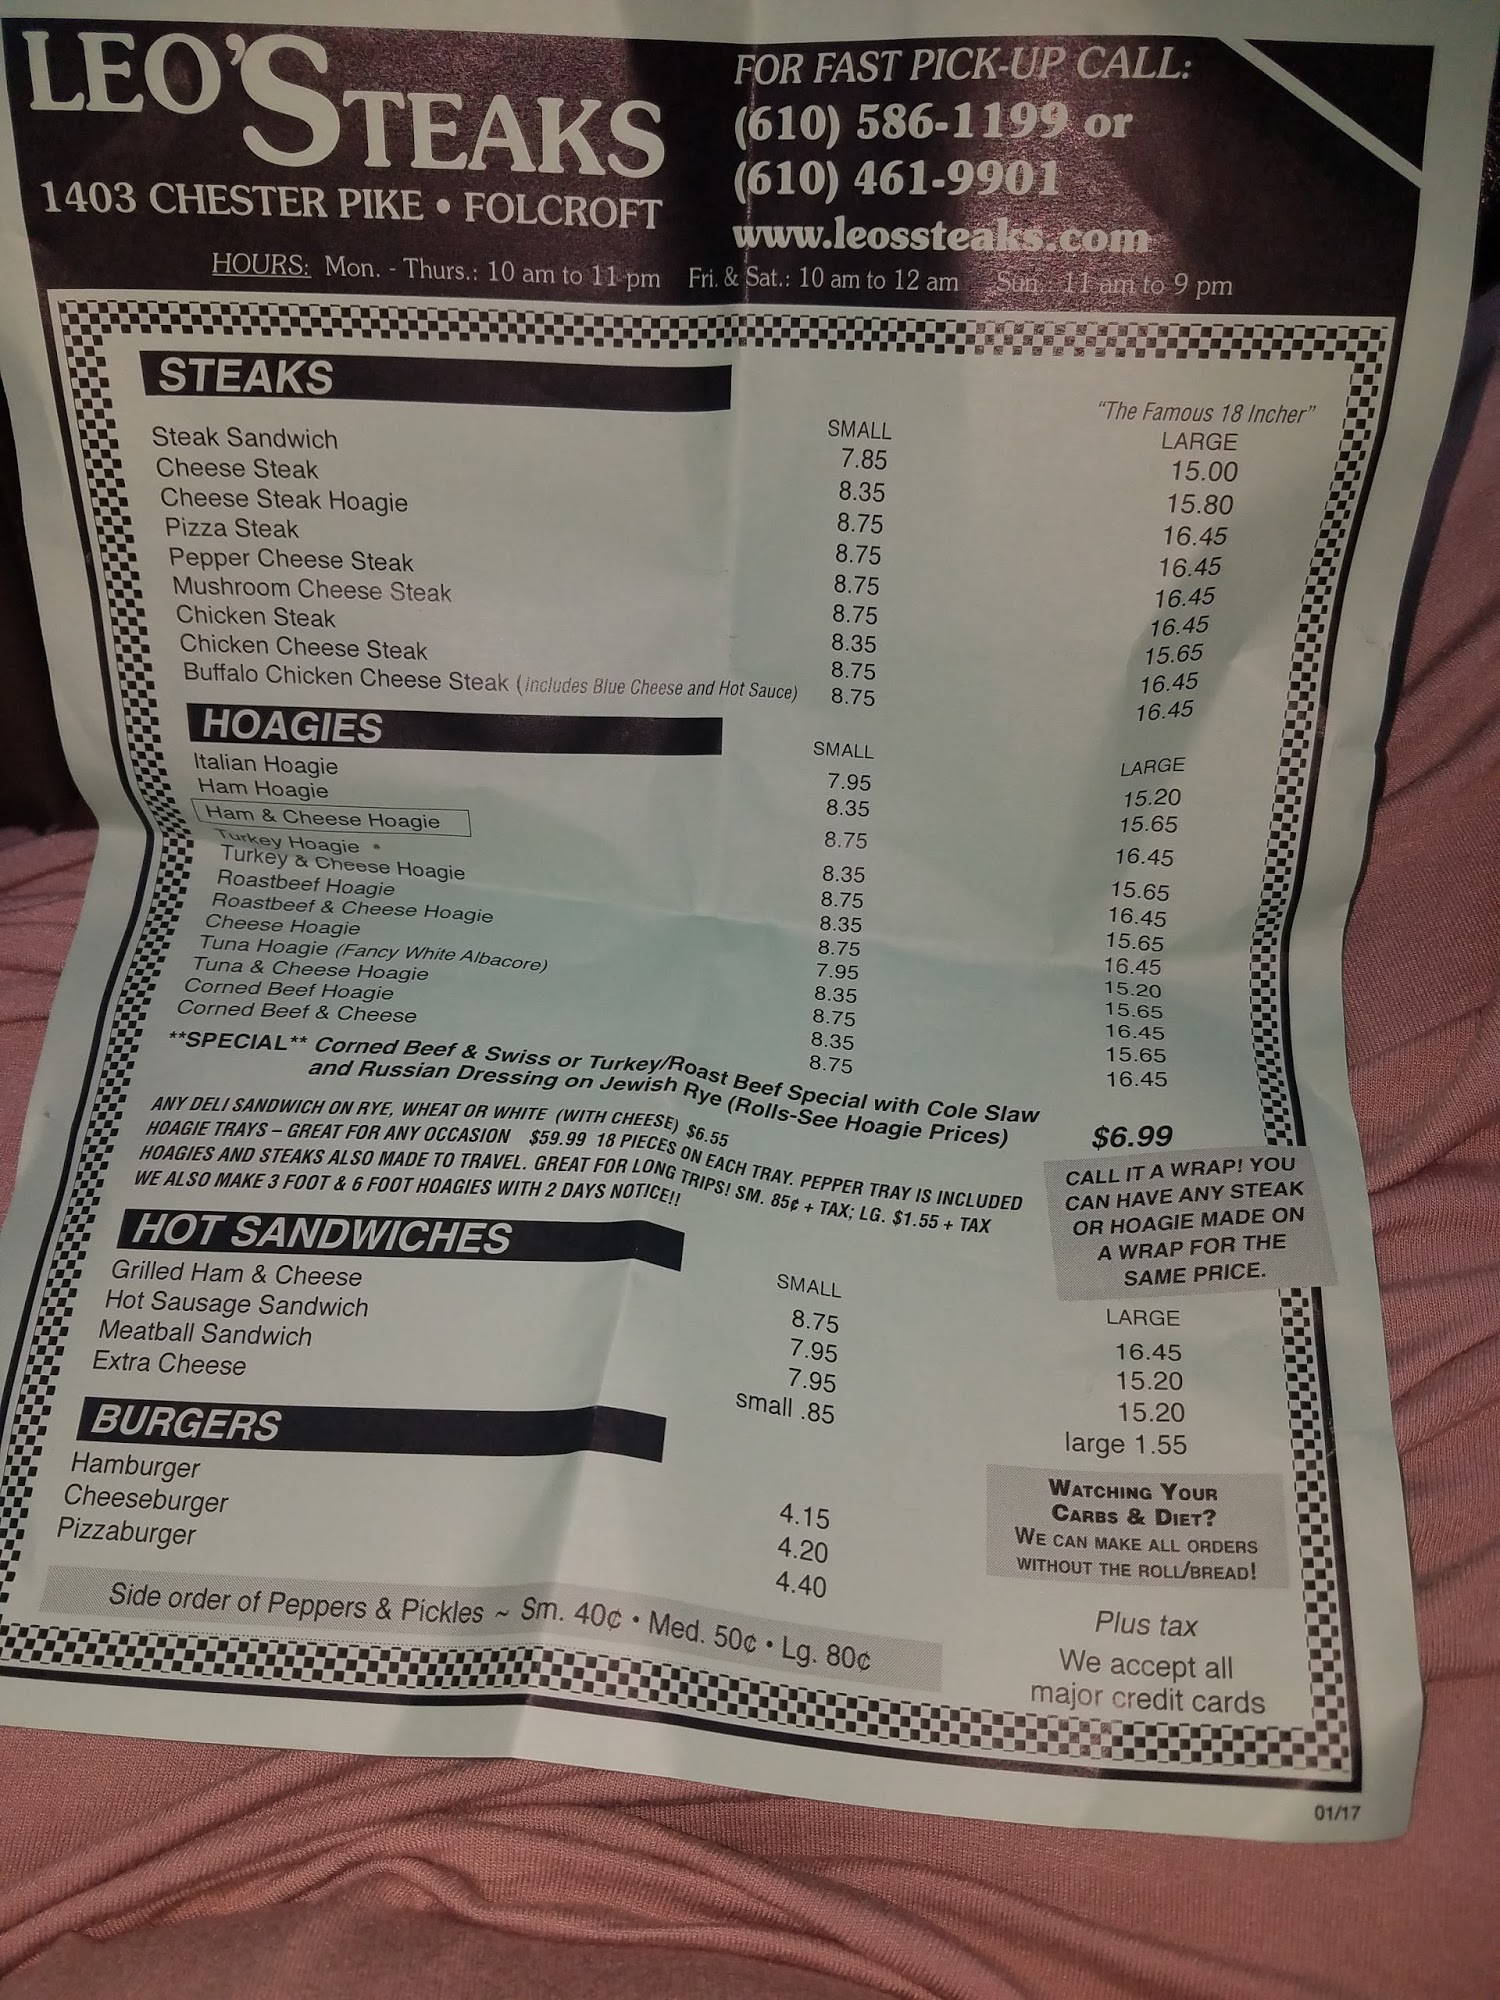 LEO'S STEAKS
1403 CHESTER PIKE • FOLCROFT
FOR FAST PICK-UP CALL:
(610) 586-1199 or
(610) 461-9901
www.leossteaks.com
HOURS: Mon. - Thurs.: 10 am to 11 pm Fri. & Sat.: 10 am to 12 am Sun.: 11 am to 9 pm
STEAKS
"The Famous 18 Incher"
SMALL LARGE
Steak Sandwich 7.85 15.00
Cheese Steak 8.35 15.80
Cheese Steak Hoagie 8.75 16.45
Pizza Steak 8.75 16.45
Pepper Cheese Steak 8.75 16.45
Mushroom Cheese Steak 8.75 16.45
Chicken Steak 8.35 15.65
Chicken Cheese Steak 8.75 16.45
Buffalo Chicken Cheese Steak (includes Blue Cheese and Hot Sauce) 8.75 16.45
HOAGIES
SMALL LARGE
Italian Hoagie 7.95 15.20
Ham Hoagie 8.35 15.65
Ham & Cheese Hoagie 8.75 16.45
Turkey Hoagie 8.35 15.65
Turkey & Cheese Hoagie 8.75 16.45
Roastbeef Hoagie 8.35 15.65
Roastbeef & Cheese Hoagie 8.75 16.45
Cheese Hoagie 7.95 15.20
Tuna Hoagie (Fancy White Albacore) 8.35 15.65
Tuna & Cheese Hoagie 8.75 16.45
Corned Beef Hoagie 8.35 15.65
Corned Beef & Cheese 8.75 16.45
**SPECIAL** Corned Beef & Swiss or Turkey/Roast Beef Special with Cole Slaw
and Russian Dressing on Jewish Rye (Rolls-See Hoagie Prices) $6.99
ANY DELI SANDWICH ON RYE, WHEAT OR WHITE (WITH CHEESE) $6.55
HOAGIE TRAYS – GREAT FOR ANY OCCASION $59.99 18 PIECES ON EACH TRAY. PEPPER TRAY IS INCLUDED
HOAGIES AND STEAKS ALSO MADE TO TRAVEL. GREAT FOR LONG TRIPS! SM. 85¢ + TAX; LG. $1.55 + TAX
WE ALSO MAKE 3 FOOT & 6 FOOT HOAGIES WITH 2 DAYS NOTICE!!
CALL IT A WRAP! YOU
CAN HAVE ANY STEAK
OR HOAGIE MADE ON
A WRAP FOR THE
SAME PRICE.
HOT SANDWICHES
SMALL LARGE
Grilled Ham & Cheese 8.75 16.45
Hot Sausage Sandwich 7.95 15.20
Meatball Sandwich 7.95 15.20
Extra Cheese small .85 large 1.55
BURGERS
Hamburger 4.15
Cheeseburger 4.20
Pizzaburger 4.40
WATCHING YOUR
CARBS & DIET?
WE CAN MAKE ALL ORDERS
WITHOUT THE ROLL/BREAD!
Side order of Peppers & Pickles ~ Sm. 40¢ • Med. 50¢ • Lg. 80¢
Plus tax
We accept all
major credit cards
01/17